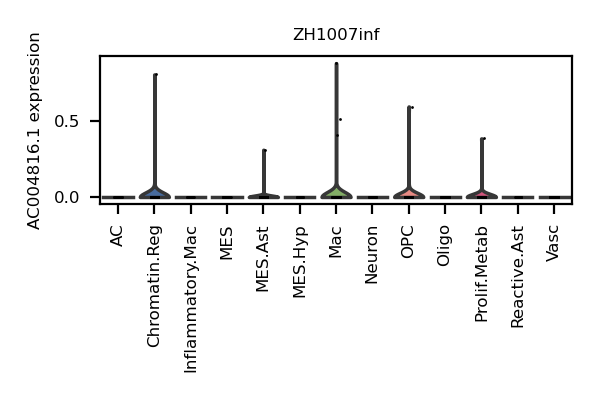 ZH1007inf
AC004816.1 expression
0.5
0.0
AC
Chromatin.Reg
Inflammatory.Mac
MES
MES.Ast
MES.Hyp
Mac
Neuron
OPC
Oligo
Prolif.Metab
Reactive.Ast
Vasc